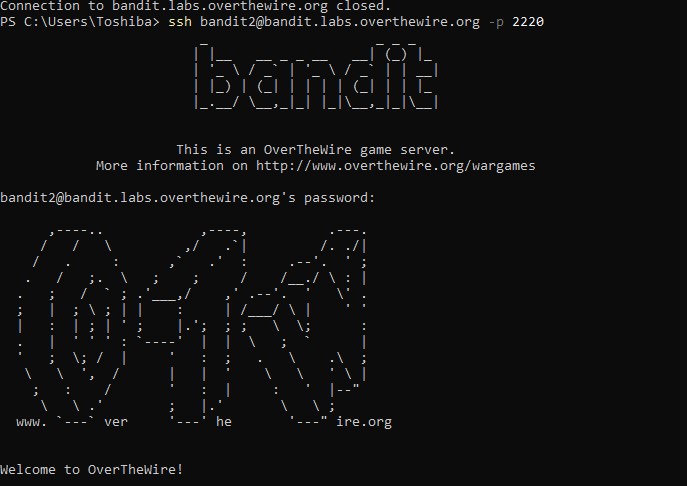 Connection to bandit.labs.overthewire.org closed.
PS C:\Users\Toshiba> ssh bandit2@bandit.labs.overthewire.org -p 2220
bandit
This is an OverTheWire game server.
More information on http://www.overthewire.org/wargames
bandit2@bandit.labs.overthewire.org's password:
www. ver he ire.org
Welcome to OverTheWire!